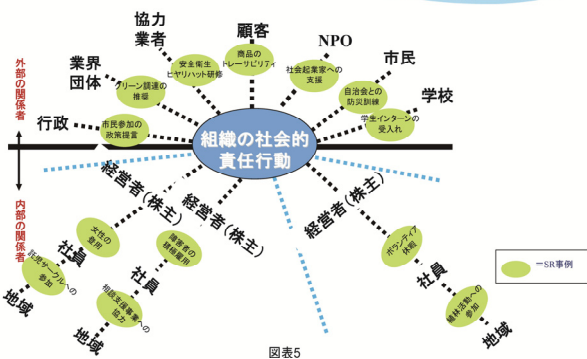 協力
業者
顧客
NPO
市民
学校
業界
団体
行政
安全衛生
ヒヤリハット研修
商品の
トレーサビリティ
社会起業家への
支援
自治会との
防災訓練
学生・インターンの
受入れ
グリーン調達の
推奨
市民参加の
政策提言
外部の関係者
内部の関係者
組織の社会的
責任行動
経営者(株主)
経営者(株主)
経営者(株主)
女性の
登用
社員
託児サークルへの
参加
地域
障害者の
積極雇用
社員
相談支援事業への
協力
地域
ボランティア
休暇
社員
植林活動への
参加
地域
ーSR事例
図表5